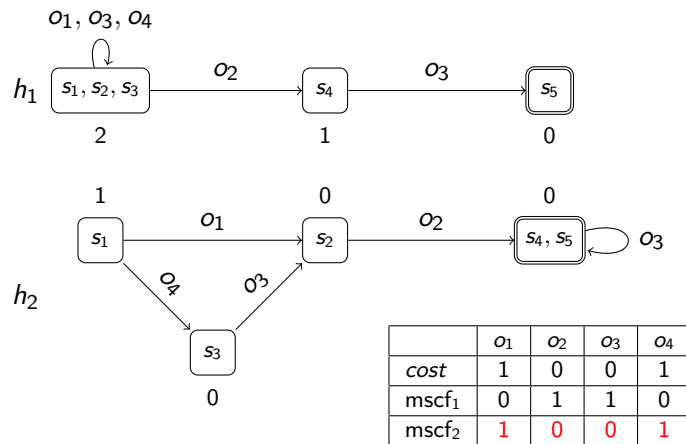 o₁, o₃, o₄
h₁ s₁, s₂, s₃ o₂ s₄ o₃ s₅
2 1 0
1 0 0
s₁ o₁ s₂ o₂ s₄, s₅ o₃
o₄ o₃
h₂
s₃
0
o₁ o₂ o₃ o₄
cost 1 0 0 1
mscf₁ 0 1 1 0
mscf₂ 1 0 0 1